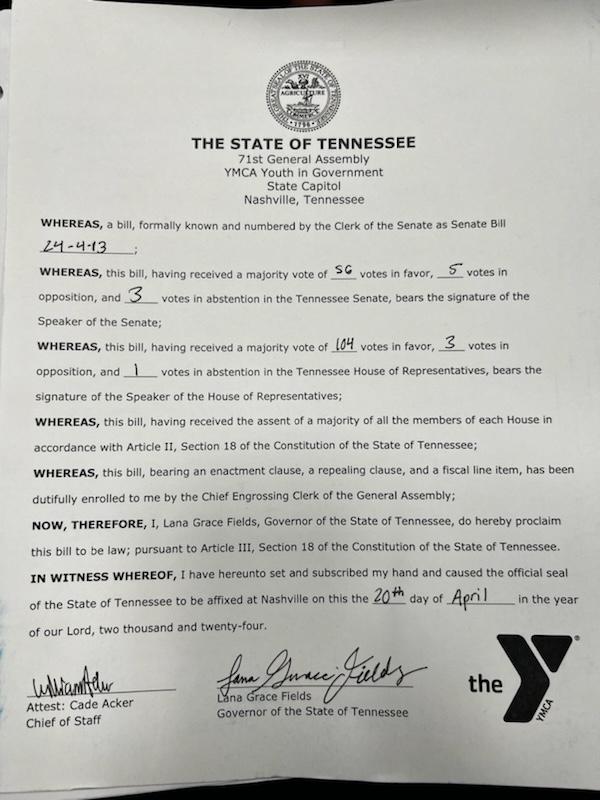 THE GREAT SEAL OF THE STATE OF TENNESSEE
XVI
AGRICULTURE
COMMERCE
1796
THE STATE OF TENNESSEE
71st General Assembly
YMCA Youth in Government
State Capitol
Nashville, Tennessee
WHEREAS, a bill, formally known and numbered by the Clerk of the Senate as Senate Bill
24-4-13 ;
WHEREAS, this bill, having received a majority vote of 56 votes in favor, 5 votes in
opposition, and 3 votes in abstention in the Tennessee Senate, bears the signature of the
Speaker of the Senate;
WHEREAS, this bill, having received a majority vote of 104 votes in favor, 3 votes in
opposition, and 1 votes in abstention in the Tennessee House of Representatives, bears the
signature of the Speaker of the House of Representatives;
WHEREAS, this bill, having received the assent of a majority of all the members of each House in
accordance with Article II, Section 18 of the Constitution of the State of Tennessee;
WHEREAS, this bill, bearing an enactment clause, a repealing clause, and a fiscal line item, has been
dutifully enrolled to me by the Chief Engrossing Clerk of the General Assembly;
NOW, THEREFORE, I, Lana Grace Fields, Governor of the State of Tennessee, do hereby proclaim
this bill to be law; pursuant to Article III, Section 18 of the Constitution of the State of Tennessee.
IN WITNESS WHEREOF, I have hereunto set and subscribed my hand and caused the official seal
of the State of Tennessee to be affixed at Nashville on this the 20th day of April in the year
of our Lord, two thousand and twenty-four.
Lana Grace Fields
Attest: Cade Acker
Chief of Staff
Lana Grace Fields
Governor of the State of Tennessee
the Y®
YMCA